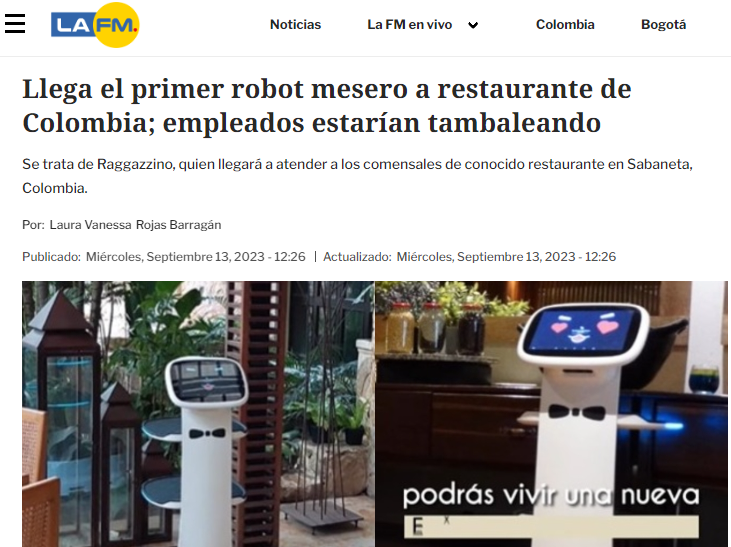 LA FM.
Noticias
La FM en vivo
Colombia
Bogotá
Llega el primer robot mesero a restaurante de
Colombia; empleados estarían tambaleando
Se trata de Raggazzino, quien llegará a atender a los comensales de conocido restaurante en Sabaneta,
Colombia.
Por: Laura Vanessa Rojas Barragán
Publicado: Miércoles, Septiembre 13, 2023 - 12:26 | Actualizado: Miércoles, Septiembre 13, 2023 - 12:26
podrás vivir una nueva
E x